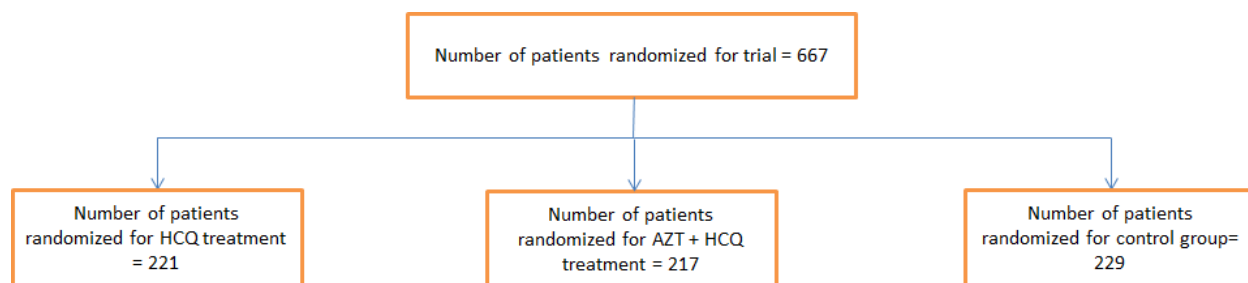 Number of patients randomized for trial = 667
Number of patients
randomized for HCQ treatment
= 221
Number of patients
randomized for AZT + HCQ
treatment = 217
Number of patients
randomized for control group=
229